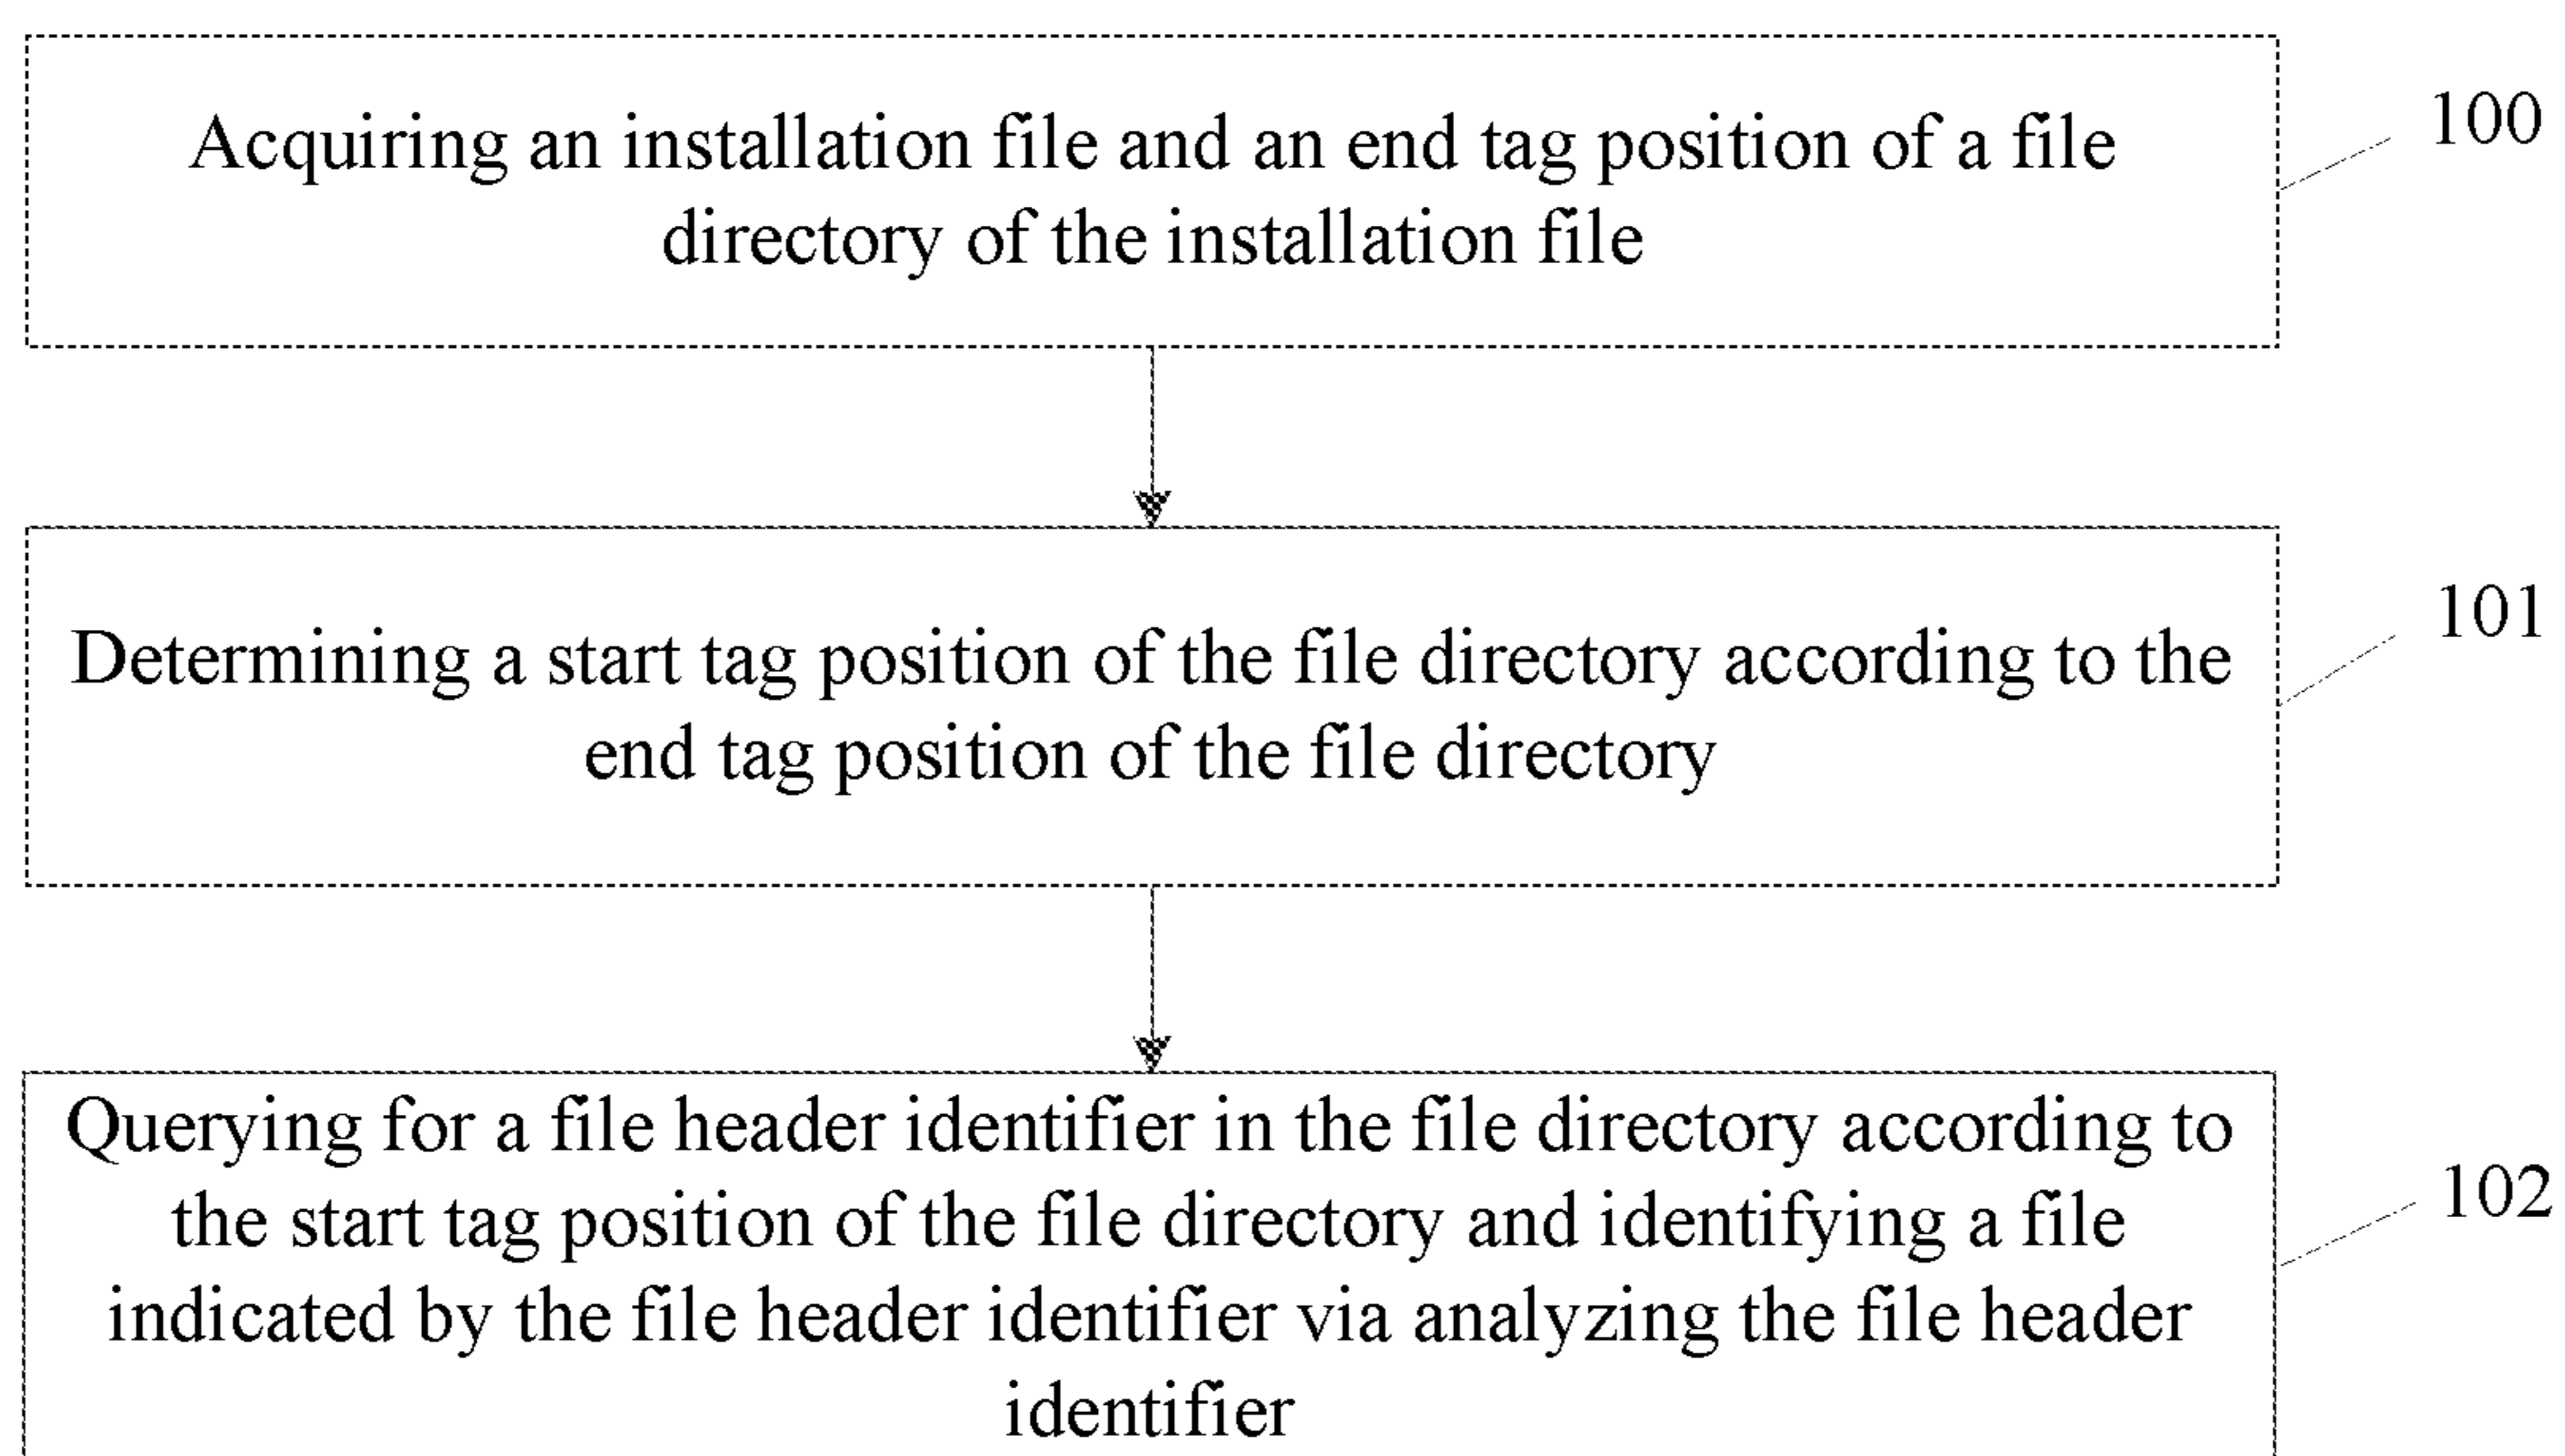 Acquiring an installation file and an end tag position of a file
directory of the installation file
100
Determining a start tag position of the file directory according to the
end tag position of the file directory
101
Querying for a file header identifier in the file directory according to
the start tag position of the file directory and identifying a file
indicated by the file header identifier via analyzing the file header
identifier
102